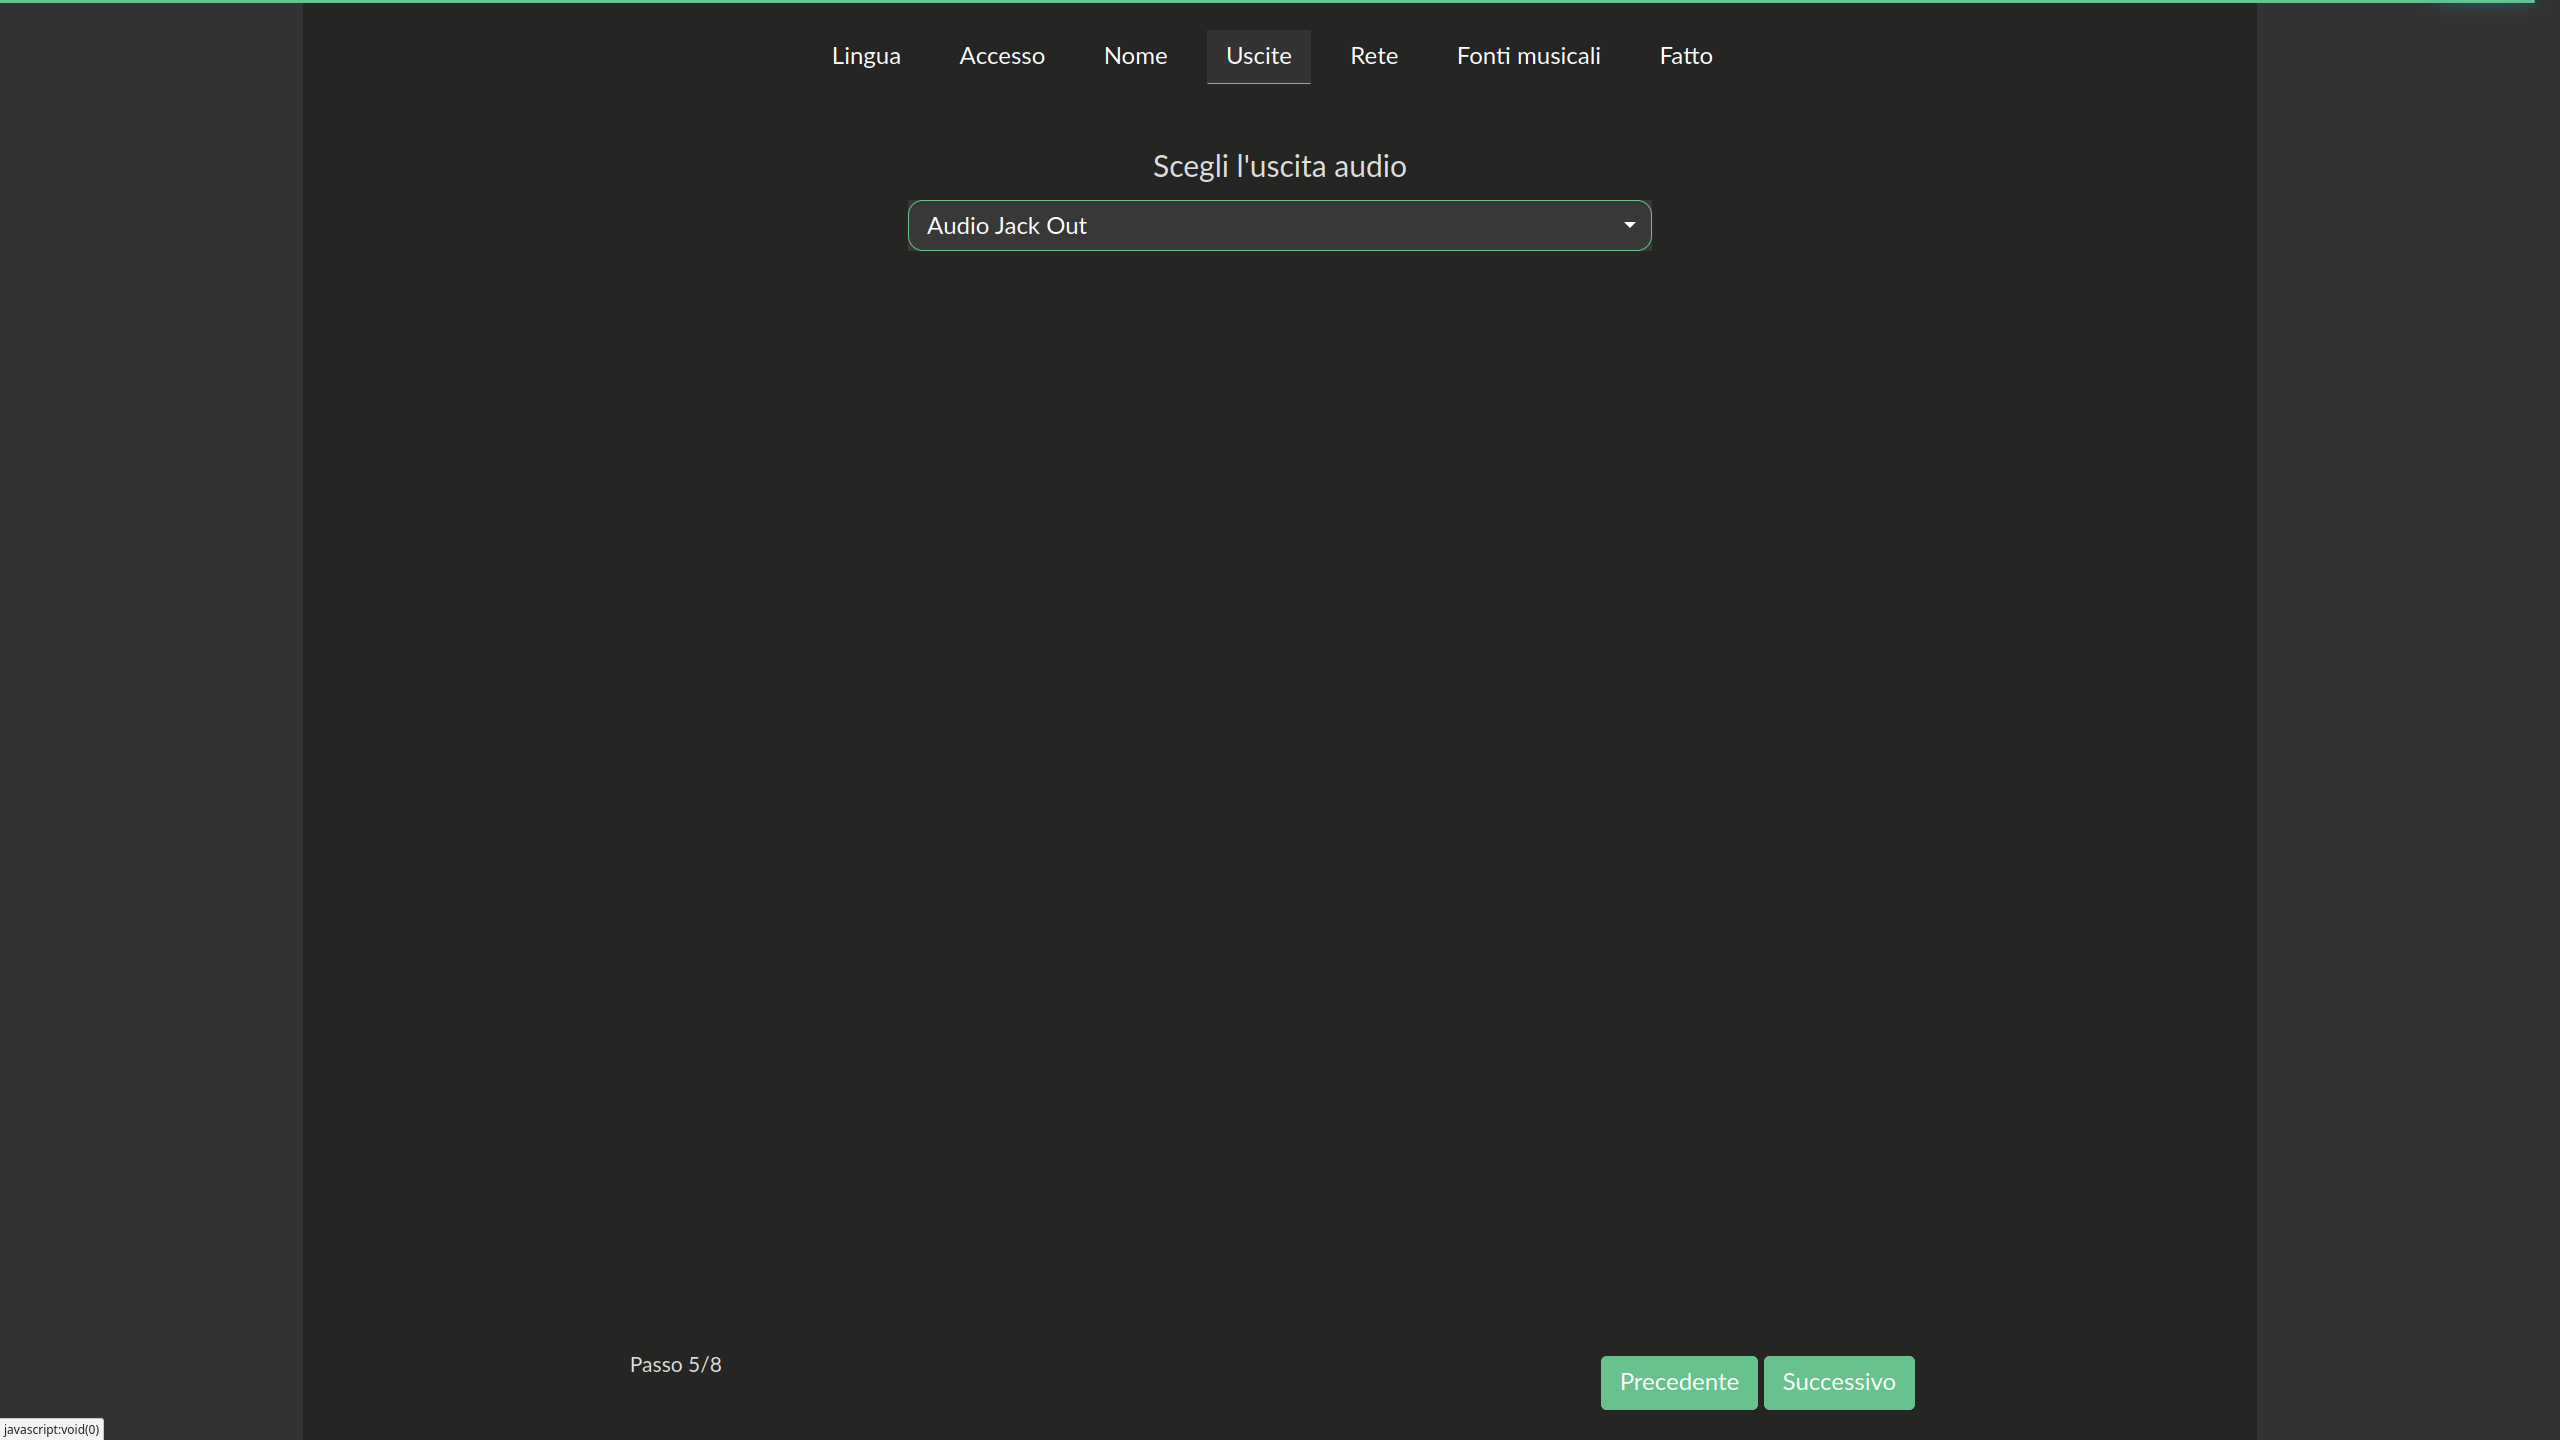 Lingua Accesso Nome Uscite Rete Fonti musicali Fatto
Scegli l'uscita audio
Audio Jack Out
Passo 5/8
Precedente Successivo
javascript:void(0)